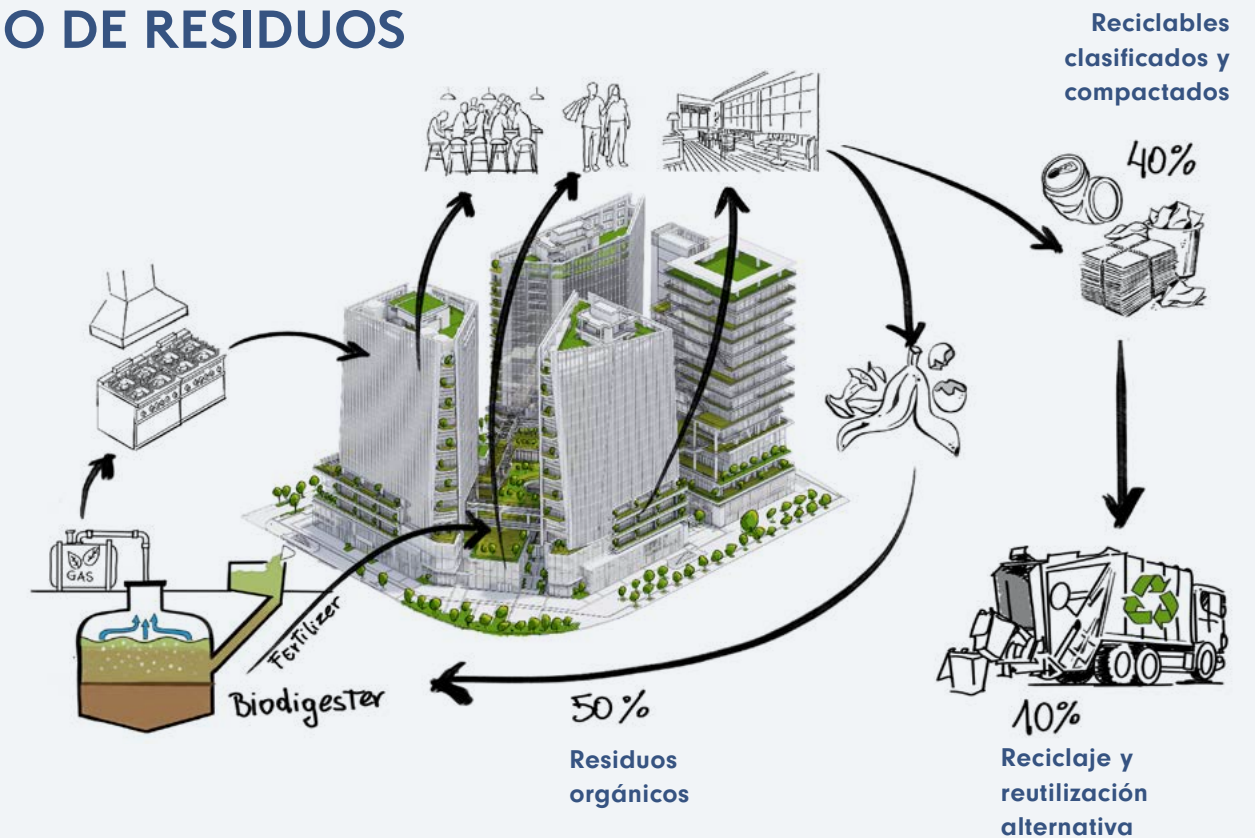 O DE RESIDUOS
Reciclables
clasificados y
compactados
40%
GAS
Fertilizer
Biodigester
50%
Residuos
orgánicos
10%
Reciclaje y
reutilización
alternativa